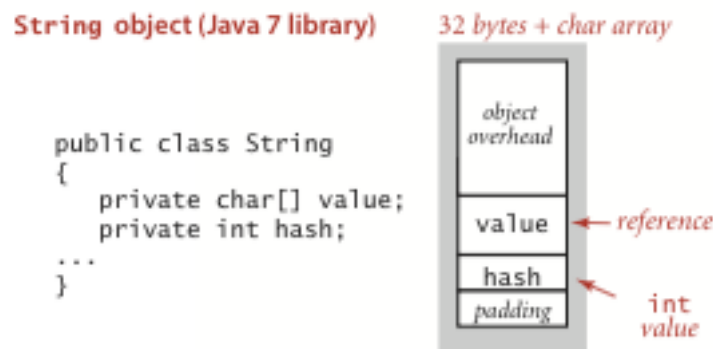 String object (Java 7 library)
32 bytes + char array
public class String
{
private char[] value;
private int hash;
...
}
object
overhead
value
reference
hash
padding
int
value